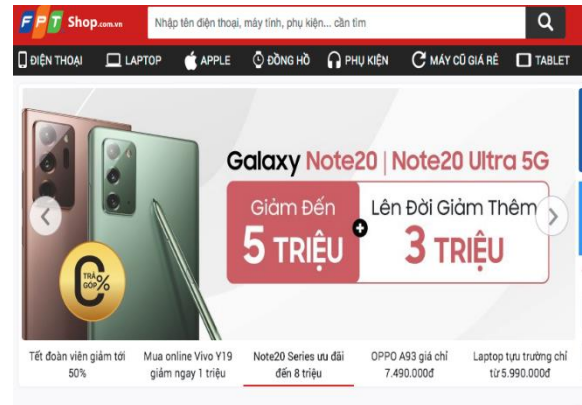 FPT Shop.com.vn
Nhập tên điện thoại, máy tính, phụ kiện... cần tìm
ĐIỆN THOẠI LAPTOP APPLE ĐỒNG HỒ PHỤ KIỆN MÁY CŨ GIÁ RẺ TABLET
Galaxy Note20 | Note20 Ultra 5G
Giảm Đến
5 TRIỆU
+
Lên Đời Giảm Thêm
3 TRIỆU
TRẢ GÓP 0%
Tết đoàn viên giảm tới
50%
Mua online Vivo Y19
giảm ngay 1 triệu
Note20 Series ưu đãi
đến 8 triệu
OPPO A93 giá chỉ
7.490.000đ
Laptop tựu trường chỉ
từ 5.990.000đ